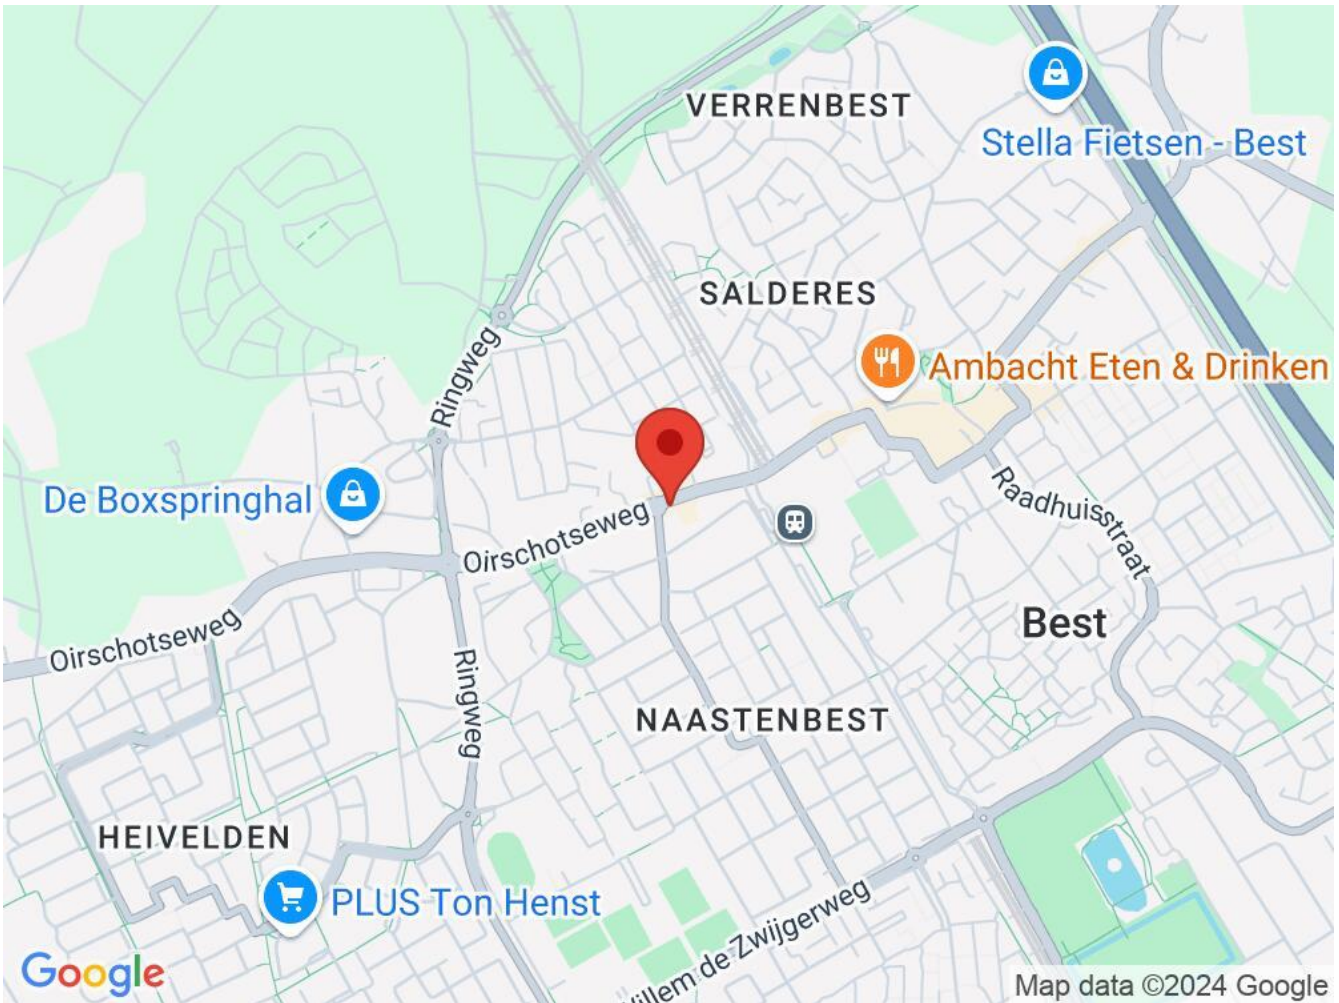 VERRENBEST
Stella Fietsen - Best
SALDERES
Ringweg
Ambacht Eten & Drinken
De Boxspringhal
Oirschotseweg
Raadhuisstraat
Oirschotseweg
Best
Ringweg
NAASTENBEST
HEIVELDEN
PLUS Ton Henst
Willem de Zwijgerweg
Google
Map data ©2024 Google